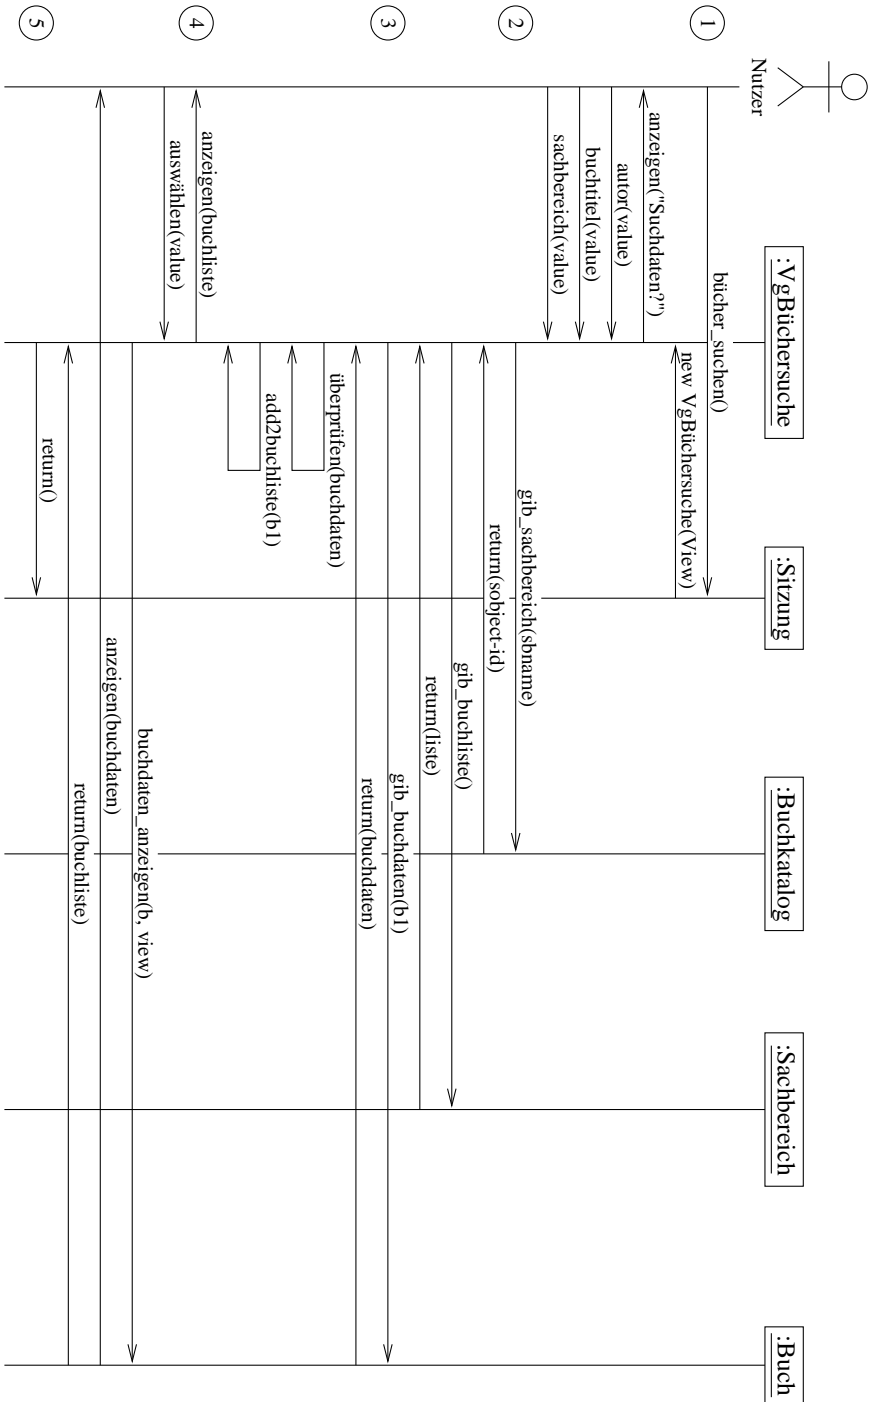 Nutzer
:VgBüchersuche
:Sitzung
:Buchkatalog
:Sachbereich
:Buch
1
bücher_suchen()
new VgBüchersuche(View)
anzeigen("Suchdaten?")
autor(value)
buchtitel(value)
sachbereich(value)
2
gib_sachbereich(sbname)
return(sobject-id)
gib_buchliste()
return(liste)
3
gib_buchdaten(b1)
return(buchdaten)
überprüfen(buchdaten)
add2buchliste(b1)
4
anzeigen(buchliste)
auswählen(value)
buchdaten_anzeigen(b, view)
anzeigen(buchdaten)
return(buchliste)
5
return()